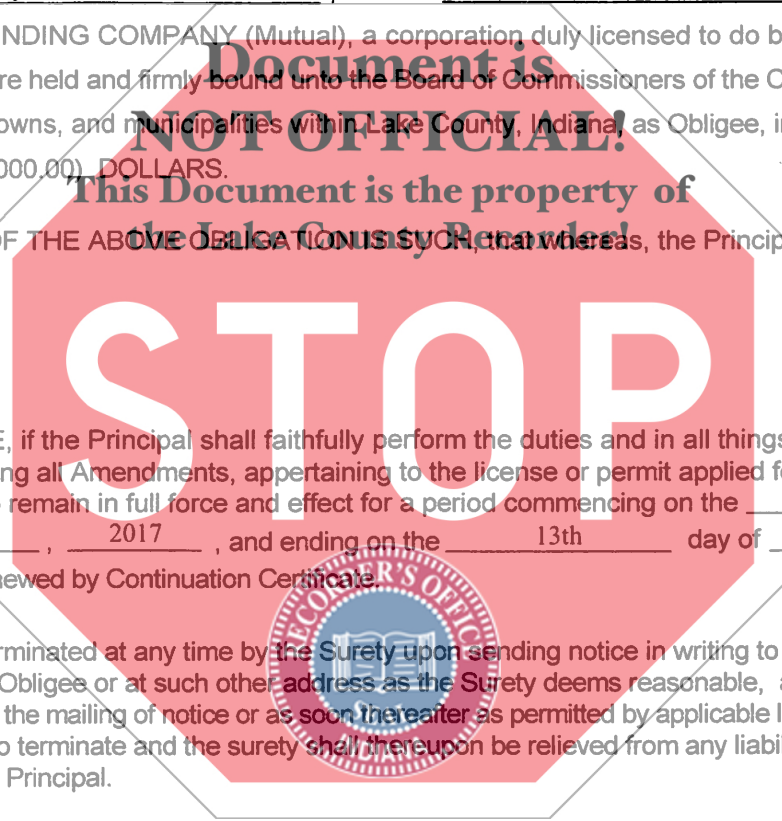 NDING COMPANY (Mutual), a corporation duly licensed to do b
Document is
re held and firmly bound unto the Board of Commissioners of the C
NOT OFFICIAL!
owns, and municipalities within Lake County, Indiana, as Obligee, i
000.00) DOLLARS.
This Document is the property of
the Lake County Recorder!
OF THE ABOVE OBLIGATION IS SUCH, that whereas, the Princip
STOP
E, if the Principal shall faithfully perform the duties and in all things
ng all Amendments, appertaining to the license or permit applied f
remain in full force and effect for a period commencing on the
, 2017 , and ending on the 13th day of
newed by Continuation Certificate.
RECORDER'S OFFICE
rminated at any time by the Surety upon sending notice in writing to
Obligee or at such other address as the Surety deems reasonable,
the mailing of notice or as soon thereafter as permitted by applicable l
SEAL
o terminate and the surety shall thereupon be relieved from any liabi
INDIANA
Principal.